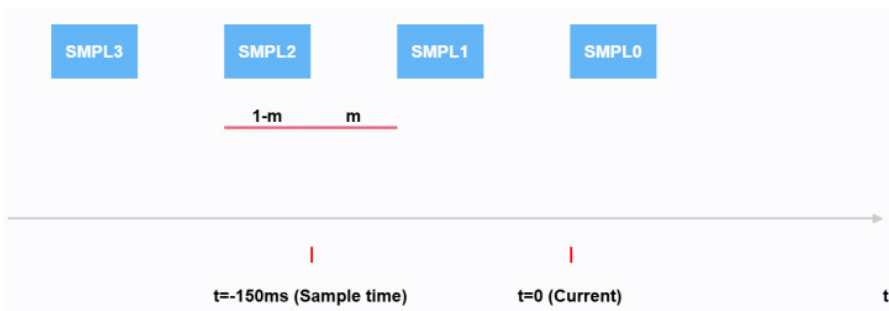 SMPL3 SMPL2 SMPL1 SMPL0
1-m m
t=-150ms (Sample time) t=0 (Current) t